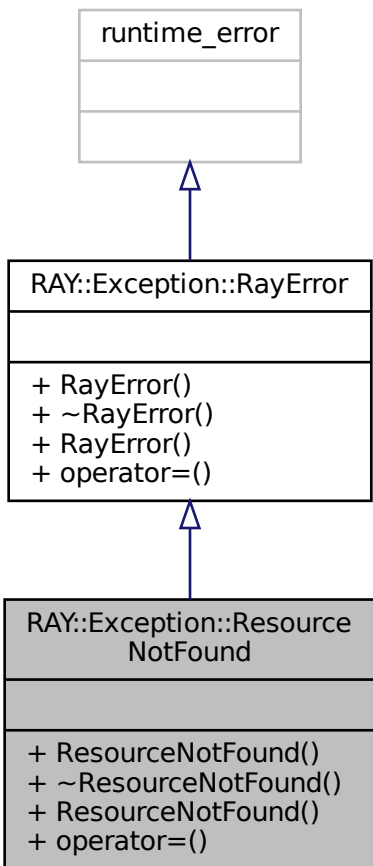 runtime_error
RAY::Exception::RayError
+ RayError()
+ ~RayError()
+ RayError()
+ operator=()
RAY::Exception::Resource
NotFound
+ ResourceNotFound()
+ ~ResourceNotFound()
+ ResourceNotFound()
+ operator=()